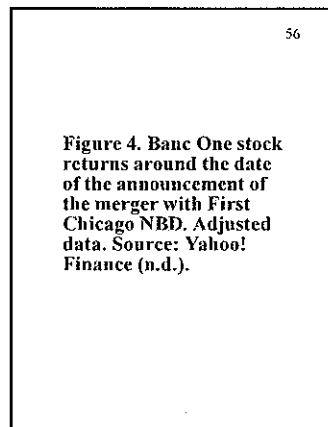 56
Figure 4. Banc One stock
returns around the date
of the announcement of
the merger with First
Chicago NBD. Adjusted
data. Source: Yahoo!
Finance (n.d.).